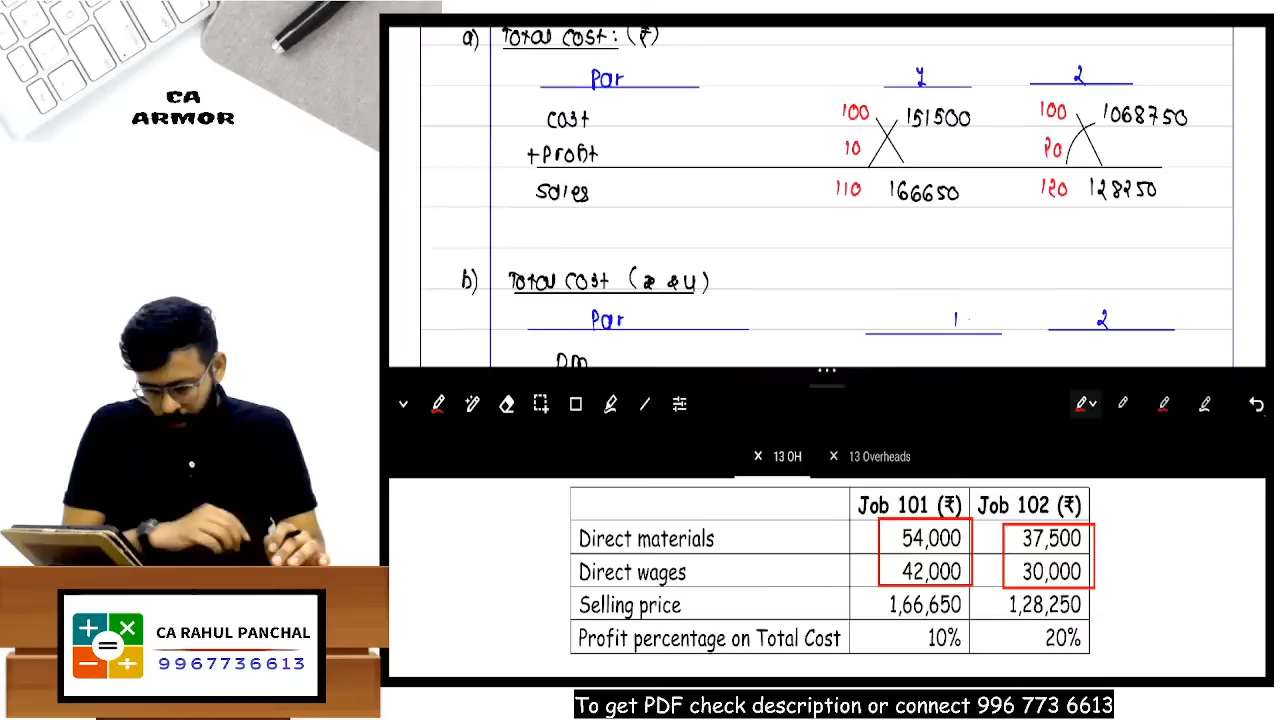 CA
ARMOR
a) Total Cost: (₹)
Par 1 2
Cost 100 151500 100 1068750
+Profit 10 20
Sales 110 166650 120 128250
b) Total Cost (x & y)
Par 1 2
DM
13 OH
13 Overheads
Job 101 (₹) Job 102 (₹)
Direct materials 54,000 37,500
Direct wages 42,000 30,000
Selling price 1,66,650 1,28,250
Profit percentage on Total Cost 10% 20%
CA RAHUL PANCHAL
9967736613
To get PDF check description or connect 996 773 6613